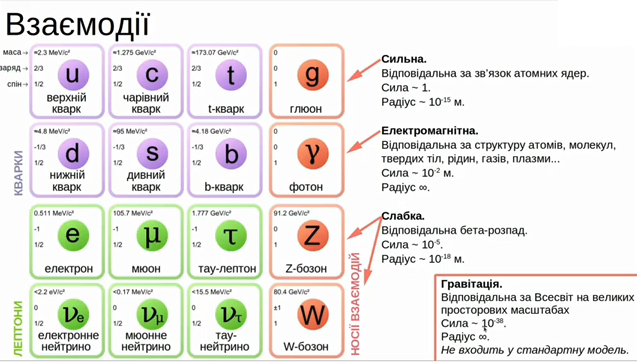 Взаємодії
маса→
заряд→
спін→
≈2.3 MeV/c²
2/3
1/2
u
верхній
кварк
≈1.275 GeV/c²
2/3
1/2
c
чарівний
кварк
≈173.07 GeV/c²
2/3
1/2
t
t-кварк
0
0
1
g
глюон
≈4.8 MeV/c²
-1/3
1/2
d
нижній
кварк
≈95 MeV/c²
-1/3
1/2
s
дивний
кварк
≈4.18 GeV/c²
-1/3
1/2
b
b-кварк
0
0
1
γ
фотон
0.511 MeV/c²
-1
1/2
e
електрон
105.7 MeV/c²
-1
1/2
μ
мюон
1.777 GeV/c²
-1
1/2
τ
тау-лептон
91.2 GeV/c²
0
1
Z
Z-бозон
<2.2 eV/c²
0
1/2
νe
електронне
нейтрино
<0.17 MeV/c²
0
1/2
νμ
мюонне
нейтрино
<15.5 MeV/c²
0
1/2
ντ
тау-
нейтрино
80.4 GeV/c²
±1
1
W
W-бозон
КВАРКИ
ЛЕПТОНИ
НОСІЇ ВЗАЄМОДІЙ
Сильна.
Відповідальна за зв'язок атомних ядер.
Сила ~ 1.
Радіус ~ 10⁻¹⁵ м.
Електромагнітна.
Відповідальна за структуру атомів, молекул,
твердих тіл, рідин, газів, плазми...
Сила ~ 10⁻² м.
Радіус ∞.
Слабка.
Відповідальна бета-розпад.
Сила ~ 10⁻⁵.
Радіус ~ 10⁻¹⁸ м.
Гравітація.
Відповідальна за Всесвіт на великих
просторових масштабах
Сила ~ 10⁻³⁸.
Радіус ∞.
Не входить у стандартну модель.